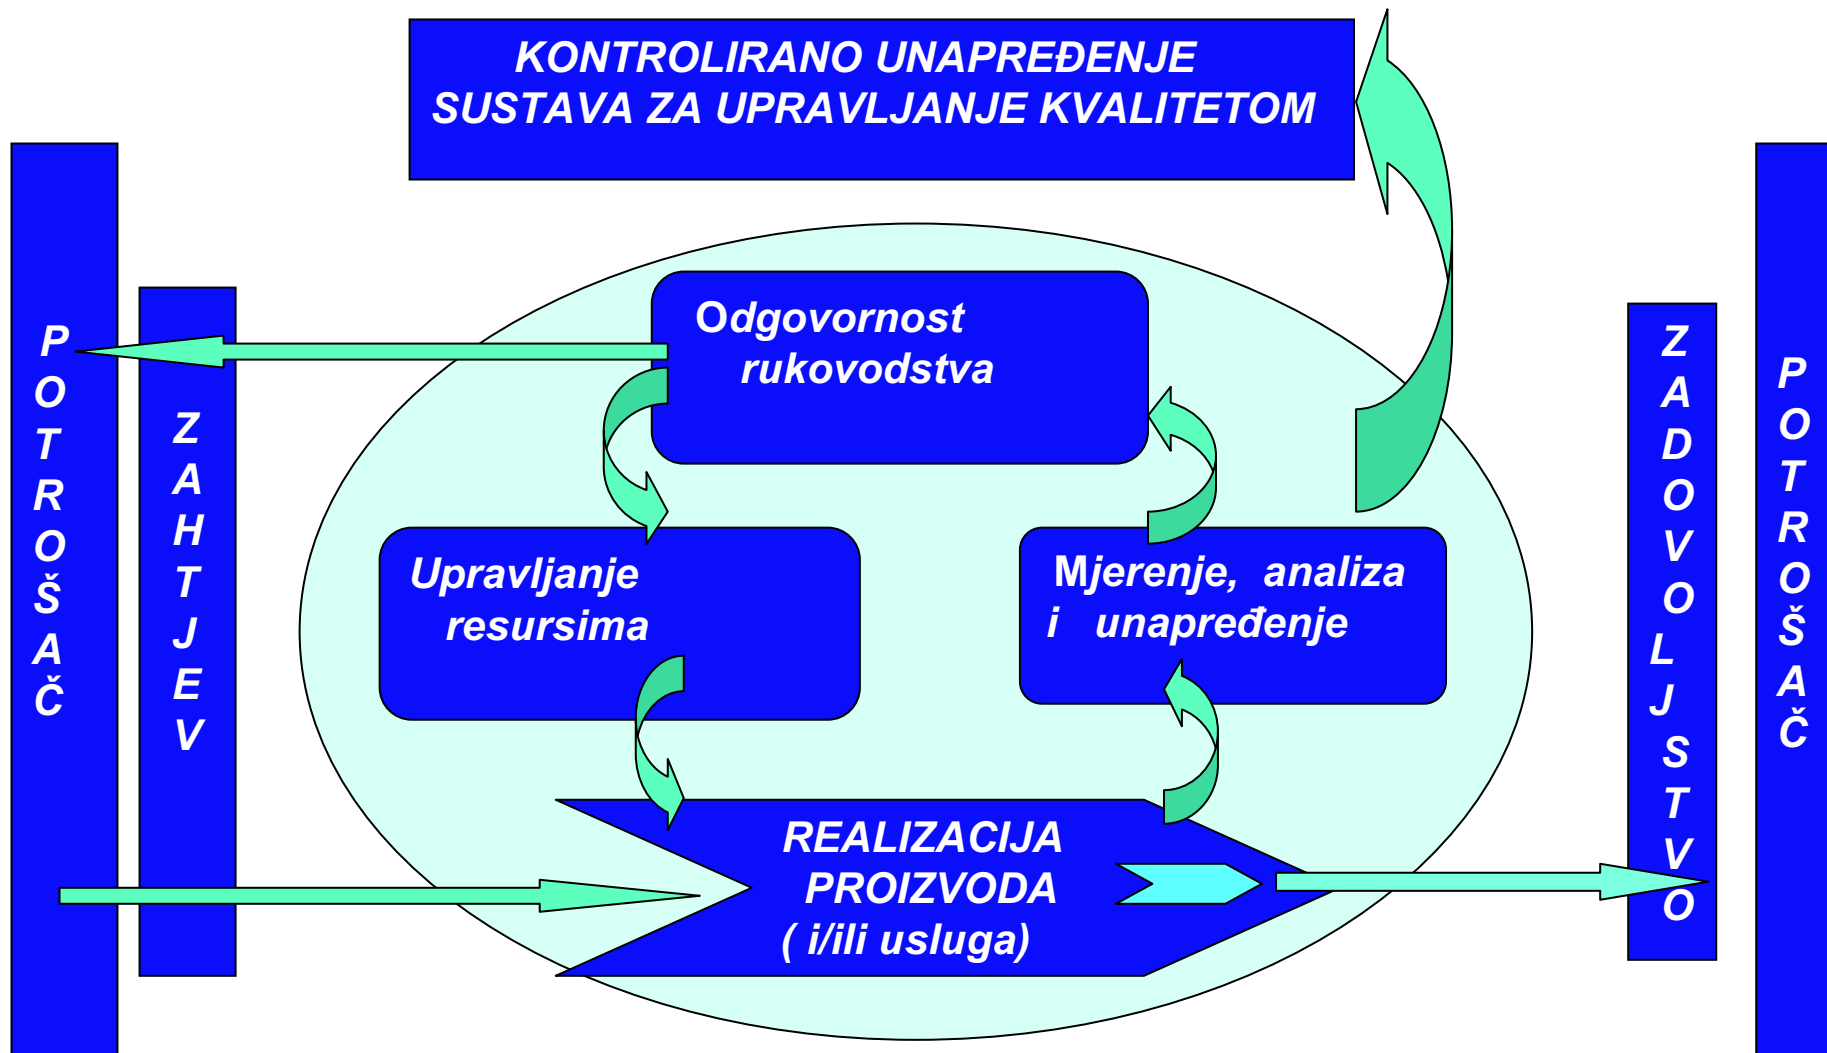 KONTROLIRANO UNAPREĐENJE
SUSTAVA ZA UPRAVLJANJE KVALITETOM
POTROŠAČ
ZAHTJEV
Odgovornost
rukovodstva
Upravljanje
resursima
Mjerenje, analiza
i unapređenje
REALIZACIJA
PROIZVODA
( i/ili usluga)
ZADOVOLJSTVO
POTROŠAČ